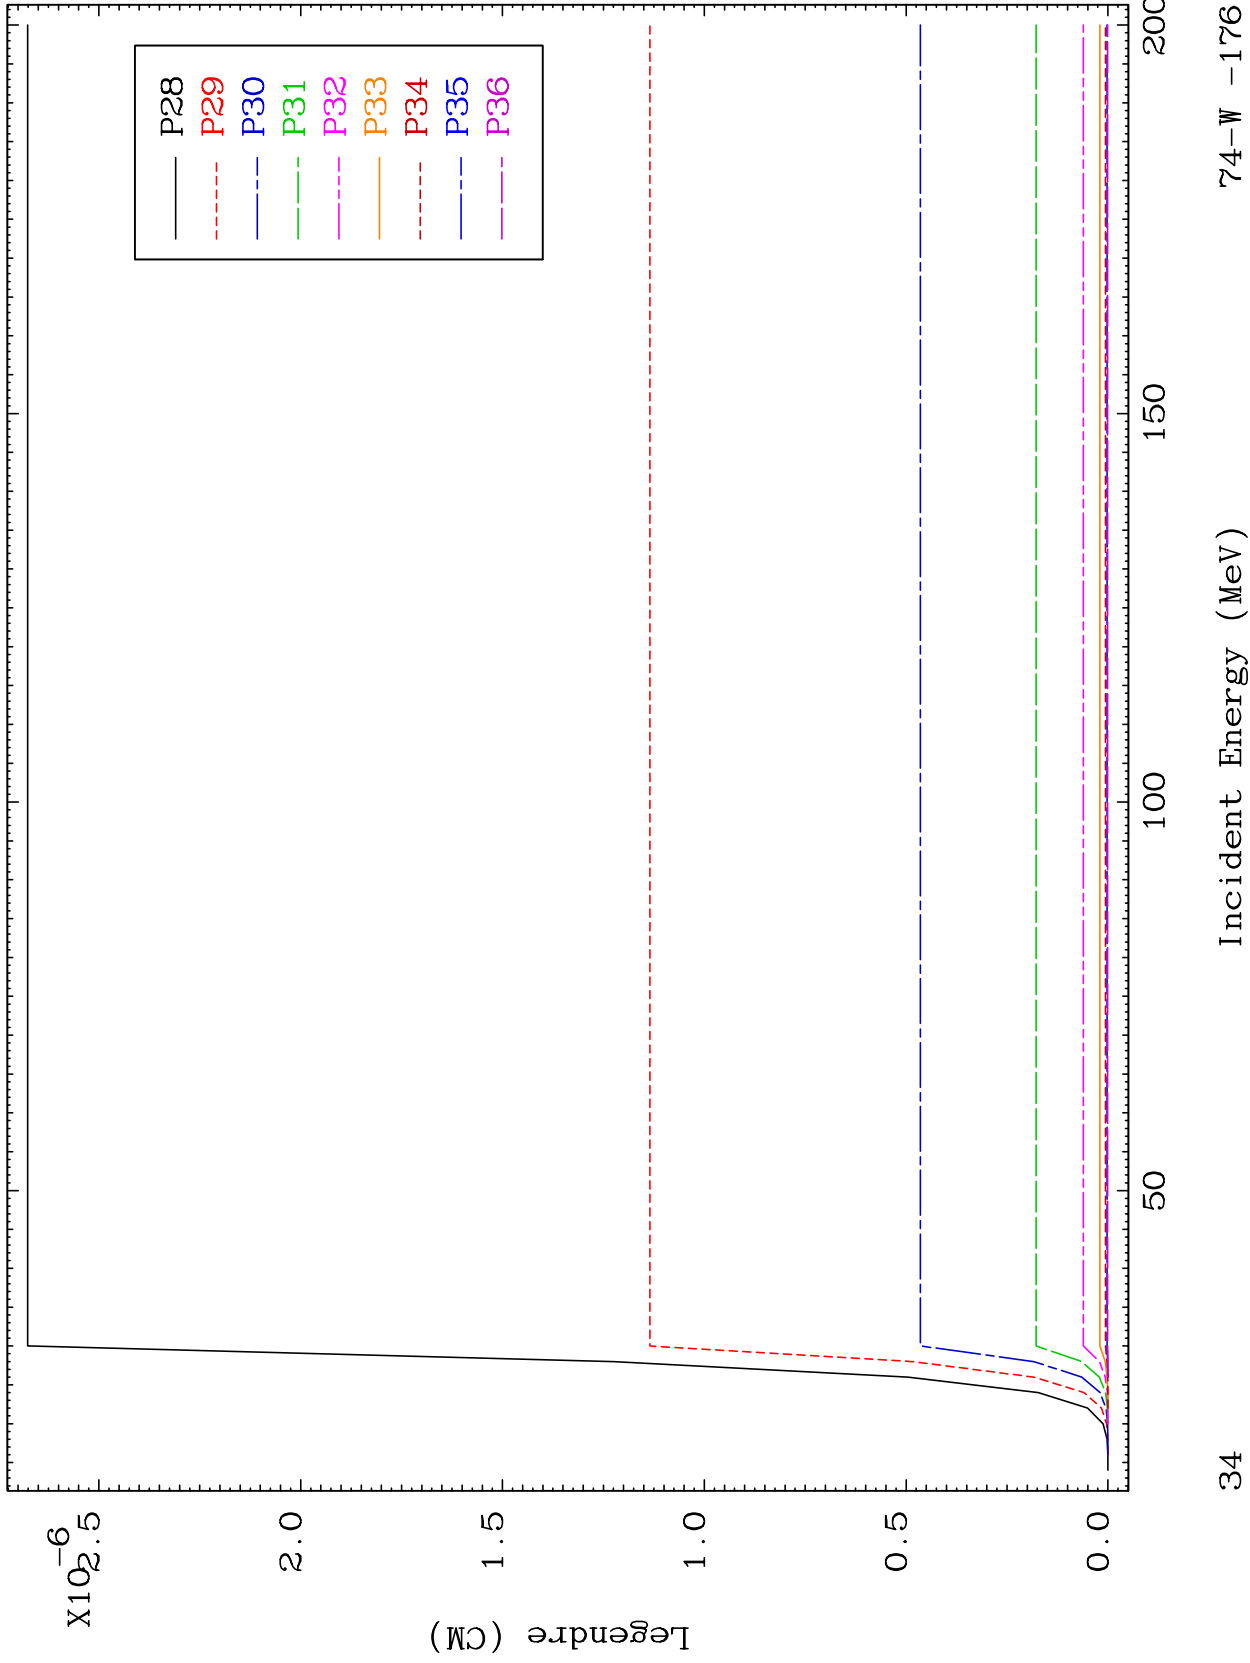 X10-6
2.5
2.0
1.5
1.0
0.5
0.0
Legendre (CM)
P28
P29
P30
P31
P32
P33
P34
P35
P36
50
100
150
200
34
Incident Energy (MeV)
74-W -176